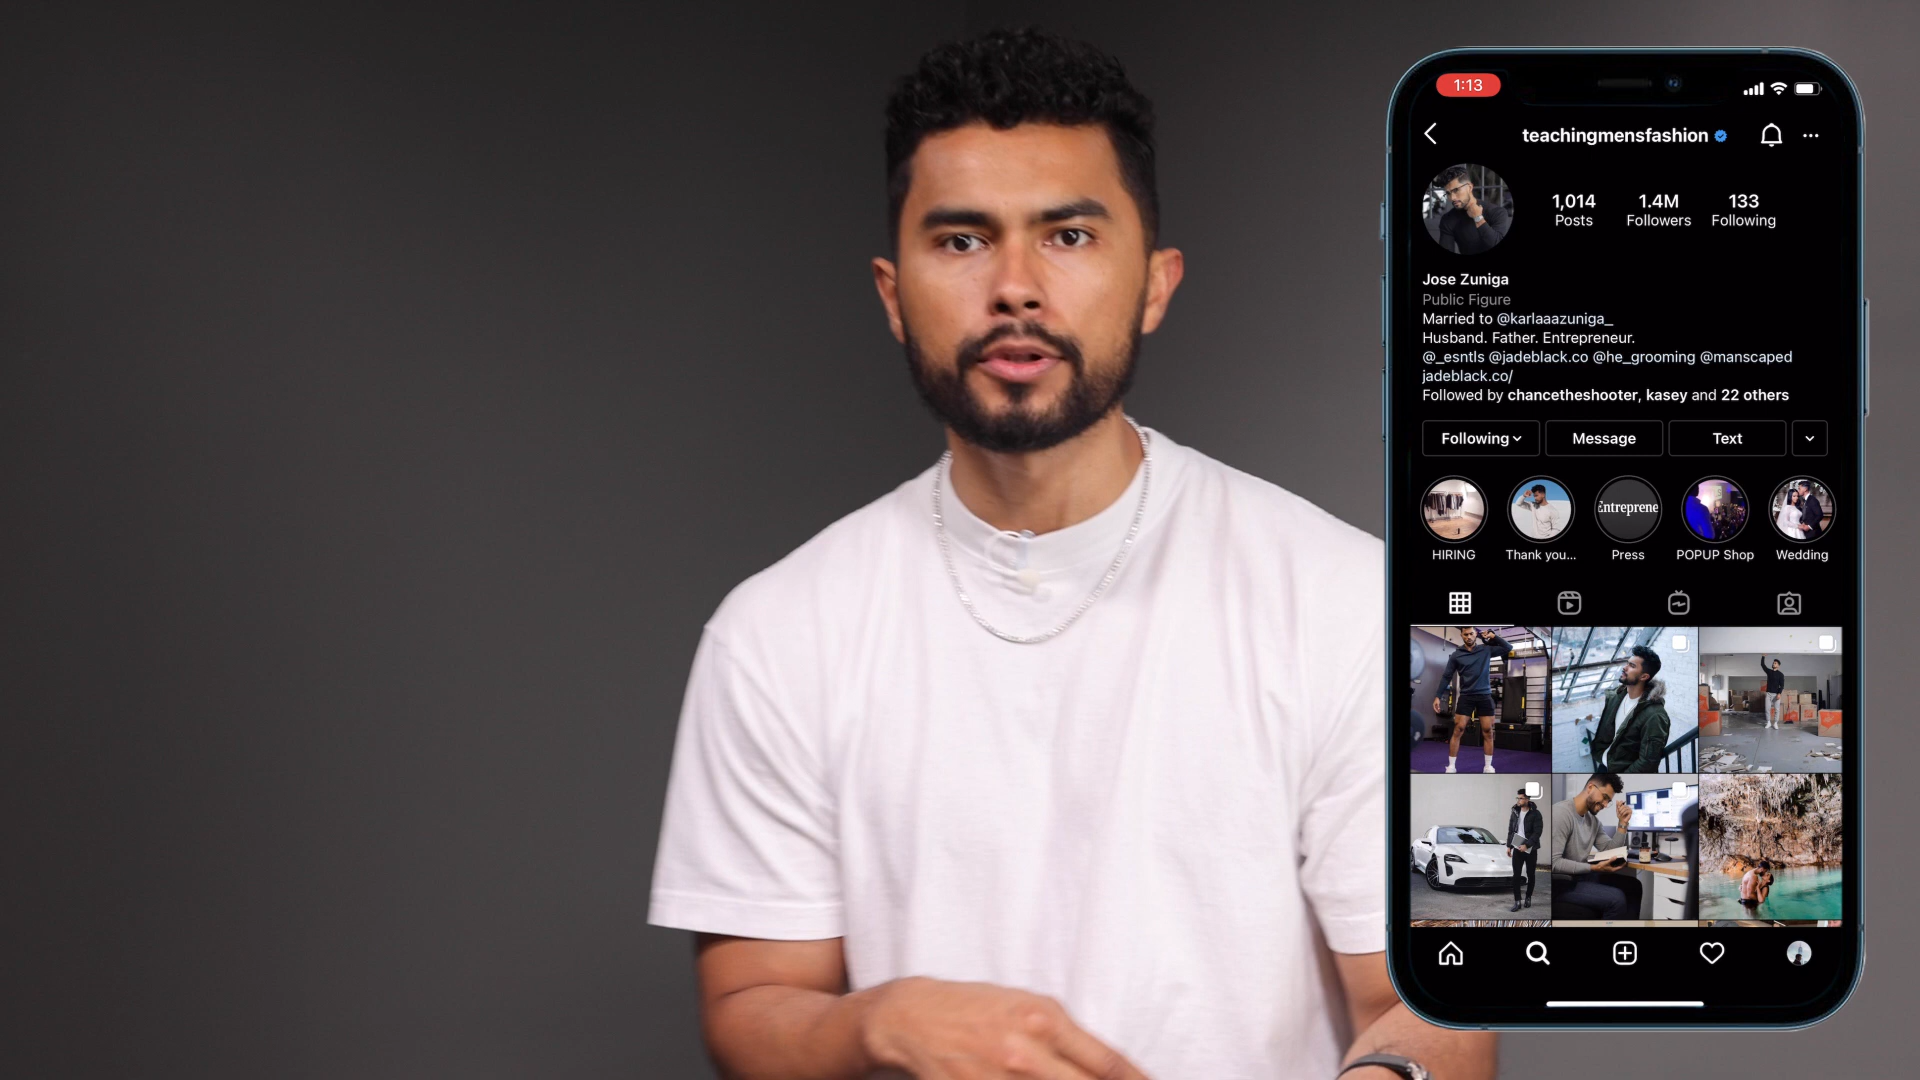 1:13
teachingmensfashion
1,014 1.4M 133
Posts Followers Following
Jose Zuniga
Public Figure
Married to @karlaaazuniga_
Husband. Father. Entrepreneur.
@_esntls @jadeblack.co @he_grooming @manscaped
jadeblack.co/
Followed by chancetheshooter, kasey and 22 others
Following Message Text
Entreprene
HIRING Thank you... Press POPUP Shop Wedding